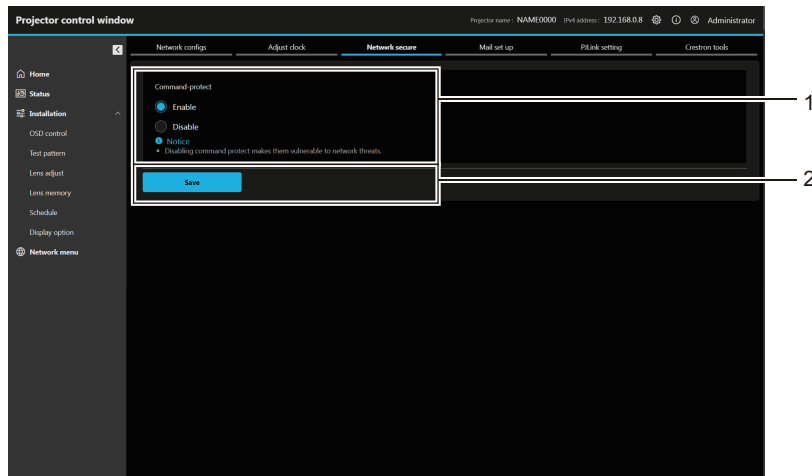 Projector control window
Projector name : NAME0000 IPv4 address : 192.168.0.8 Administrator
Network configs Adjust clock Network secure Mail set up PJLink setting Crestron tools
Home
Status
Installation
OSD control
Test pattern
Lens adjust
Lens memory
Schedule
Display option
Network menu
Command-protect
Enable
Disable
Notice
• Disabling command protect makes them vulnerable to network threats.
Save
1
2